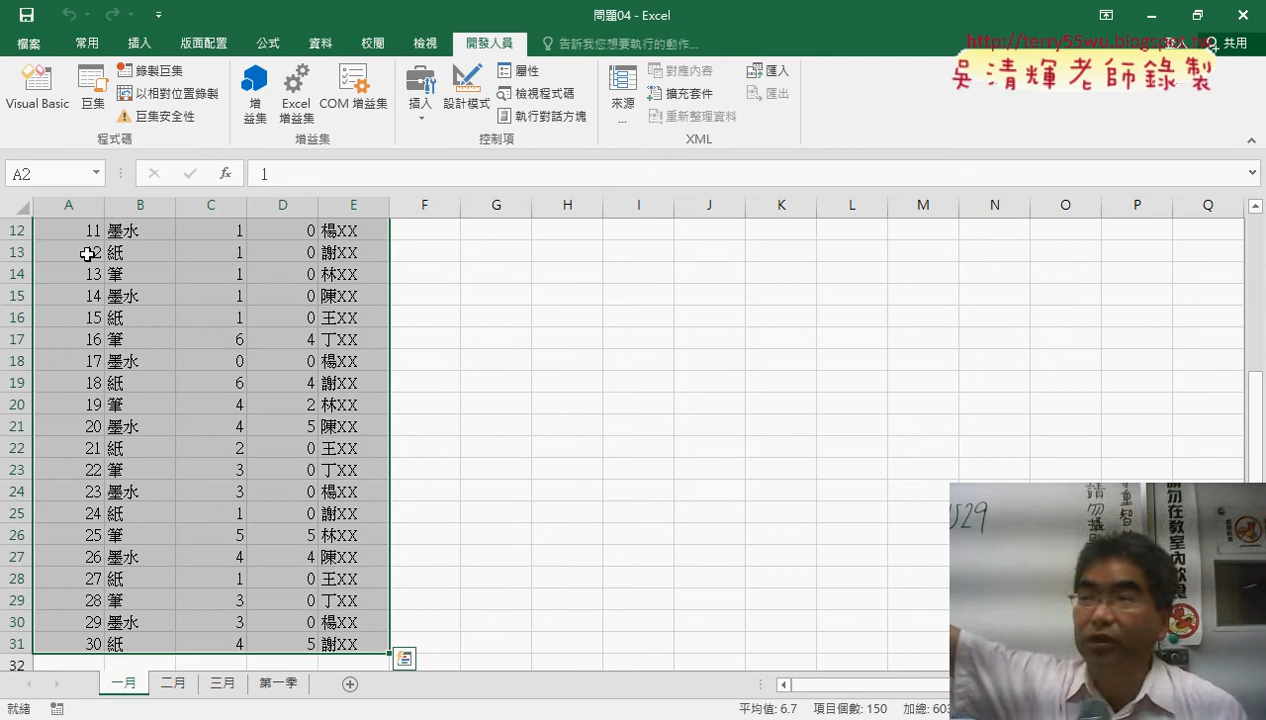 問題04 - Excel
檔案 常用 插入 版面配置 公式 資料 校閱 檢視 開發人員 告訴我您想要執行的動作... 登入 共用
http://terry55wu.blogspot.tw
吳清輝老師錄製
Visual Basic 巨集 錄製巨集 以相對位置錄製 巨集安全性 程式碼
增益集 Excel 增益集 COM 增益集 增益集
插入 設計模式 屬性 檢視程式碼 執行對話方塊 控制項
來源... 對應內容 擴充套件 重新整理資料 匯入 匯出 XML
A2 fx 1
A B C D E F G H I J K L M N O P Q
12 11 墨水 1 0 楊XX
13 紙 1 0 謝XX
14 13 筆 1 0 林XX
15 14 墨水 1 0 陳XX
16 15 紙 1 0 王XX
17 16 筆 6 4 丁XX
18 17 墨水 0 0 楊XX
19 18 紙 6 4 謝XX
20 19 筆 4 2 林XX
21 20 墨水 4 5 陳XX
22 21 紙 2 0 王XX
23 22 筆 3 0 丁XX
24 23 墨水 3 0 楊XX
25 24 紙 1 0 謝XX
26 25 筆 5 5 林XX
27 26 墨水 4 4 陳XX
28 27 紙 1 0 王XX
29 28 筆 3 0 丁XX
30 29 墨水 3 0 楊XX
31 30 紙 4 5 謝XX
32
一月 二月 三月 第一季
就緒 平均值: 6.7 項目個數: 150 加總: 603
請勿在教室內飲
529